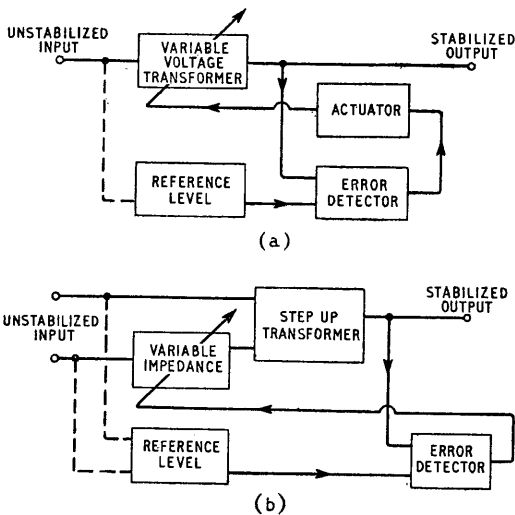 UNSTABILIZED
INPUT
VARIABLE
VOLTAGE
TRANSFORMER
STABILIZED
OUTPUT
ACTUATOR
REFERENCE
LEVEL
ERROR
DETECTOR
(a)
UNSTABILIZED
INPUT
VARIABLE
IMPEDANCE
STEP UP
TRANSFORMER
STABILIZED
OUTPUT
REFERENCE
LEVEL
ERROR
DETECTOR
(b)